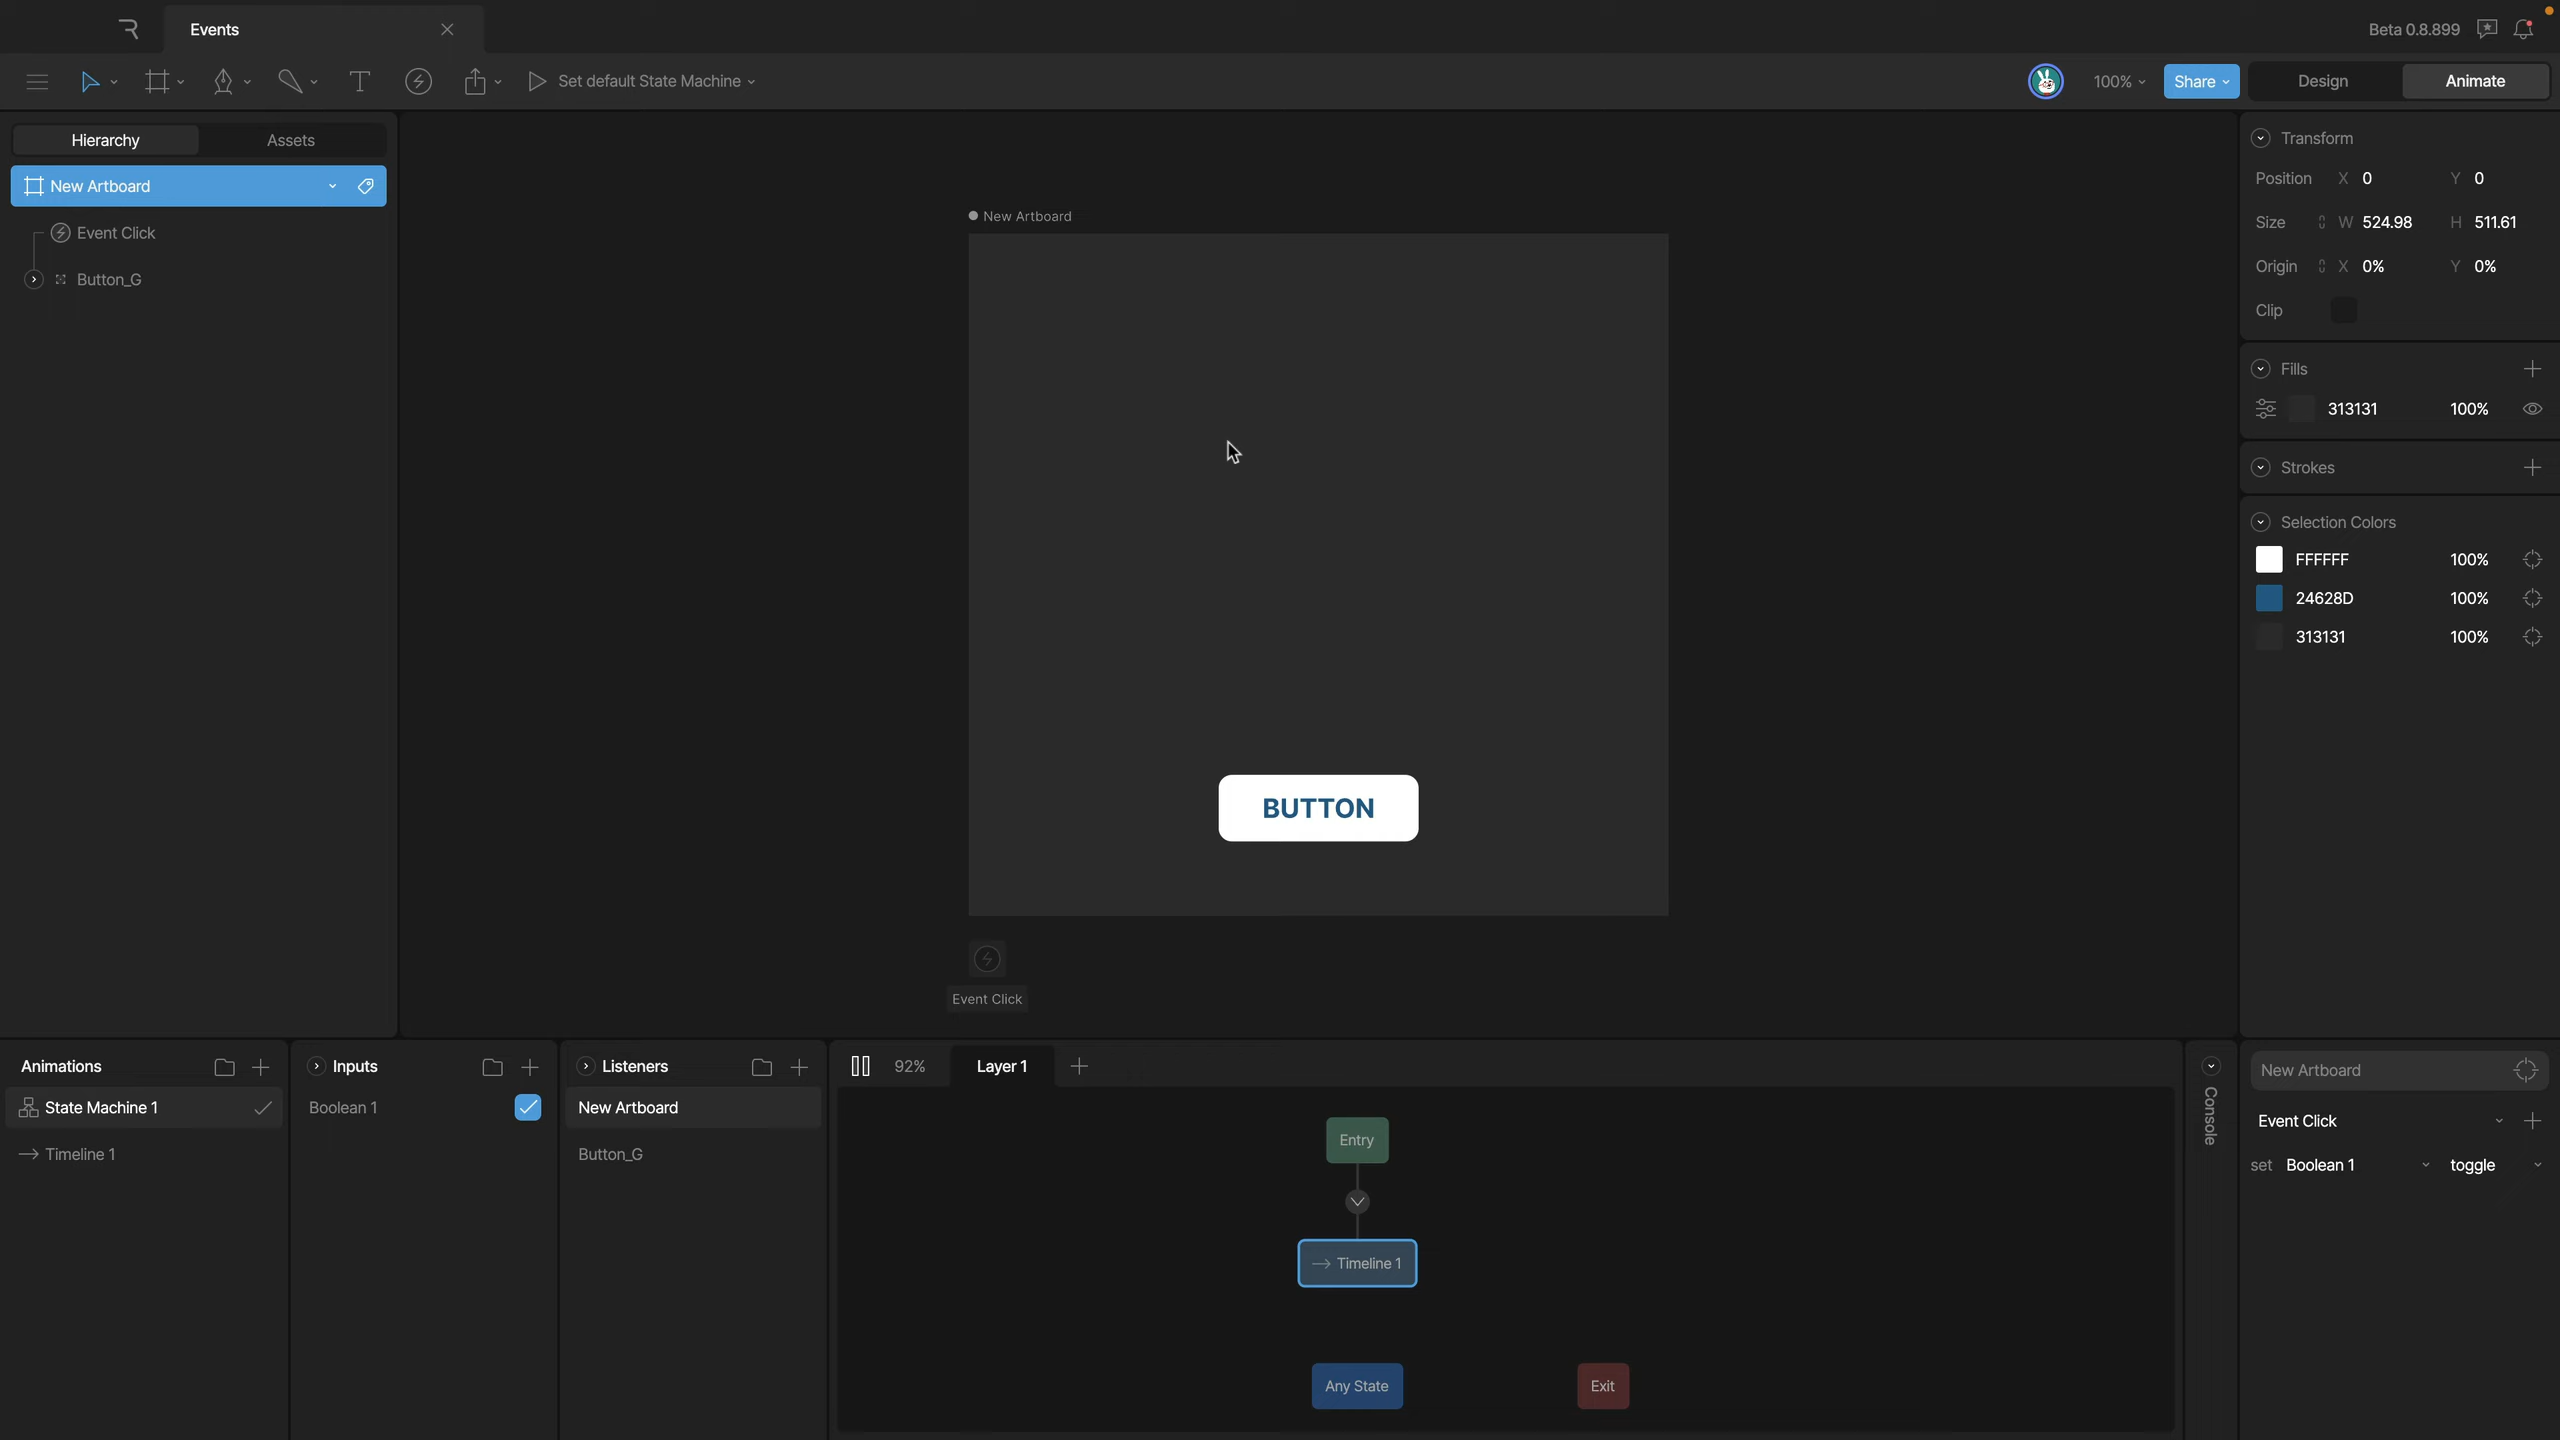 Events
Beta 0.8.899
Set default State Machine
100%
Share
Design
Animate
Hierarchy
Assets
New Artboard
Event Click
Button_G
New Artboard
BUTTON
Event Click
Transform
Position X 0 Y 0
Size W 524.98 H 511.61
Origin X 0% Y 0%
Clip
Fills
313131 100%
Strokes
Selection Colors
FFFFFF 100%
24628D 100%
313131 100%
Animations
State Machine 1
Timeline 1
Inputs
Boolean 1
Listeners
New Artboard
Button_G
92%
Layer 1
Entry
Timeline 1
Any State
Exit
Console
New Artboard
Event Click
set Boolean 1 toggle